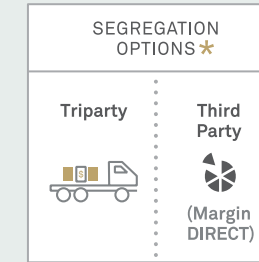 SEGREGATION
OPTIONS*
Triparty
$
Third
Party
(Margin
DIRECT)